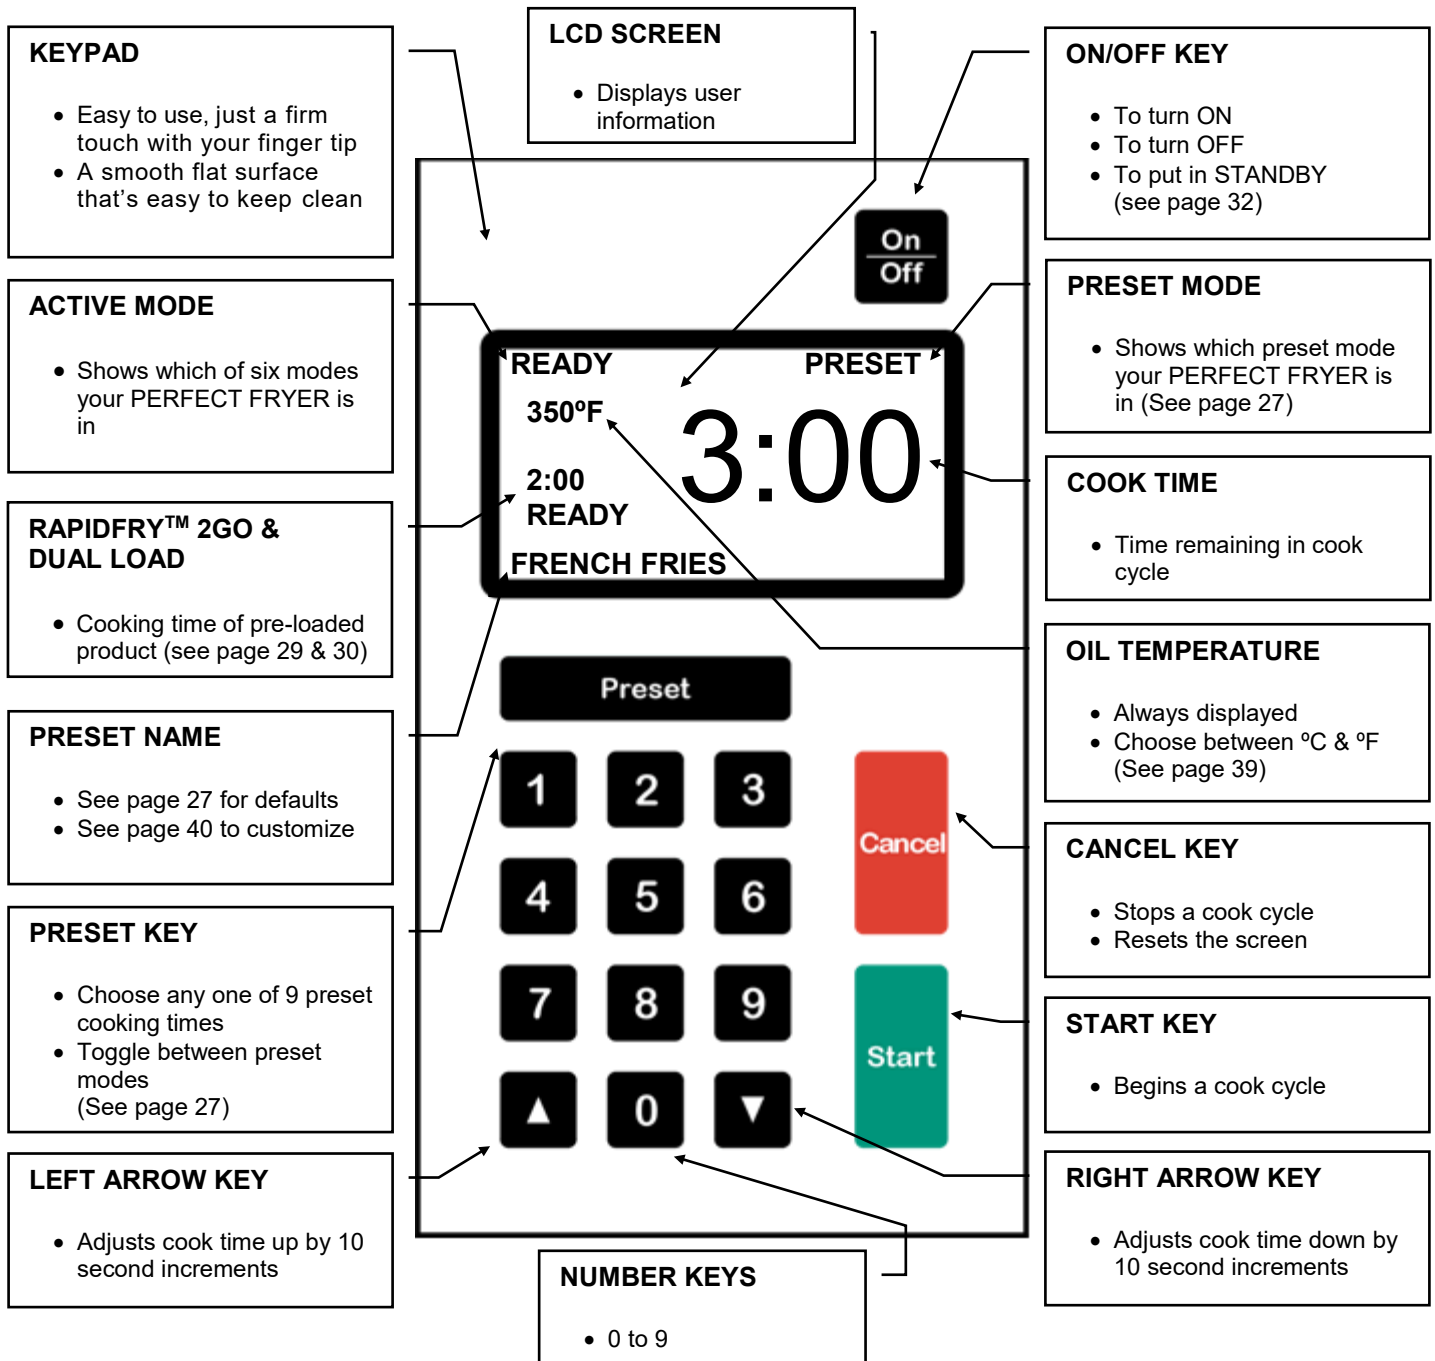 KEYPAD
• Easy to use, just a firm
touch with your finger tip
• A smooth flat surface
that's easy to keep clean
ACTIVE MODE
• Shows which of six modes
your PERFECT FRYER is
in
RAPIDFRY™ 2GO &
DUAL LOAD
• Cooking time of pre-loaded
product (see page 29 & 30)
PRESET NAME
• See page 27 for defaults
• See page 40 to customize
PRESET KEY
• Choose any one of 9 preset
cooking times
• Toggle between preset
modes
(See page 27)
LEFT ARROW KEY
• Adjusts cook time up by 10
second increments
LCD SCREEN
• Displays user
information
On
Off
READY PRESET
350ºF
3:00
2:00
READY
FRENCH FRIES
Preset
1 2 3
Cancel
4 5 6
7 8 9
Start
▲ 0 ▼
NUMBER KEYS
• 0 to 9
ON/OFF KEY
• To turn ON
• To turn OFF
• To put in STANDBY
(see page 32)
PRESET MODE
• Shows which preset mode
your PERFECT FRYER is
in (See page 27)
COOK TIME
• Time remaining in cook
cycle
OIL TEMPERATURE
• Always displayed
• Choose between ºC & ºF
(See page 39)
CANCEL KEY
• Stops a cook cycle
• Resets the screen
START KEY
• Begins a cook cycle
RIGHT ARROW KEY
• Adjusts cook time down by
10 second increments